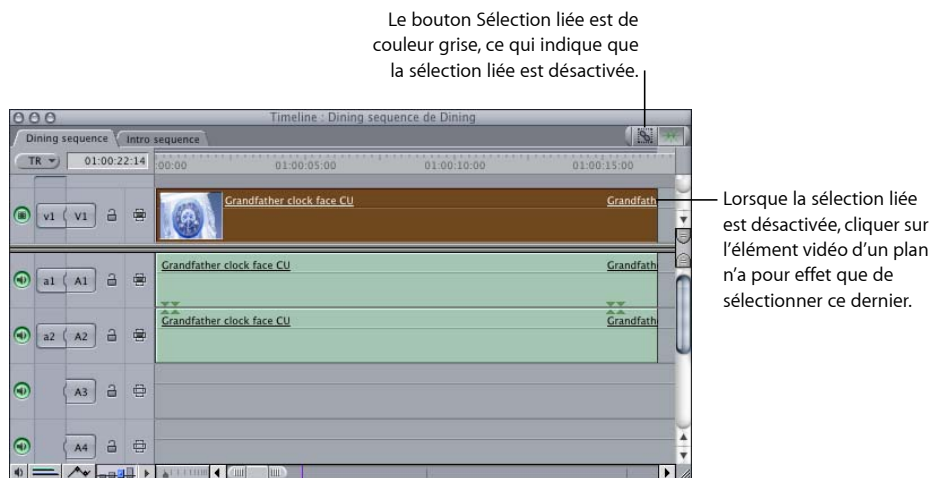 Le bouton Sélection liée est de
couleur grise, ce qui indique que
la sélection liée est désactivée.
Timeline : Dining sequence de Dining
Dining sequence Intro sequence
TR 01:00:22:14 :00:00 01:00:05:00 01:00:10:00 01:00:15:00
v1 V1 Grandfather clock face CU Grandfath
Lorsque la sélection liée
est désactivée, cliquer sur
l'élément vidéo d'un plan
n'a pour effet que de
sélectionner ce dernier.
a1 A1 Grandfather clock face CU Grandfath
a2 A2 Grandfather clock face CU Grandfath
A3
A4